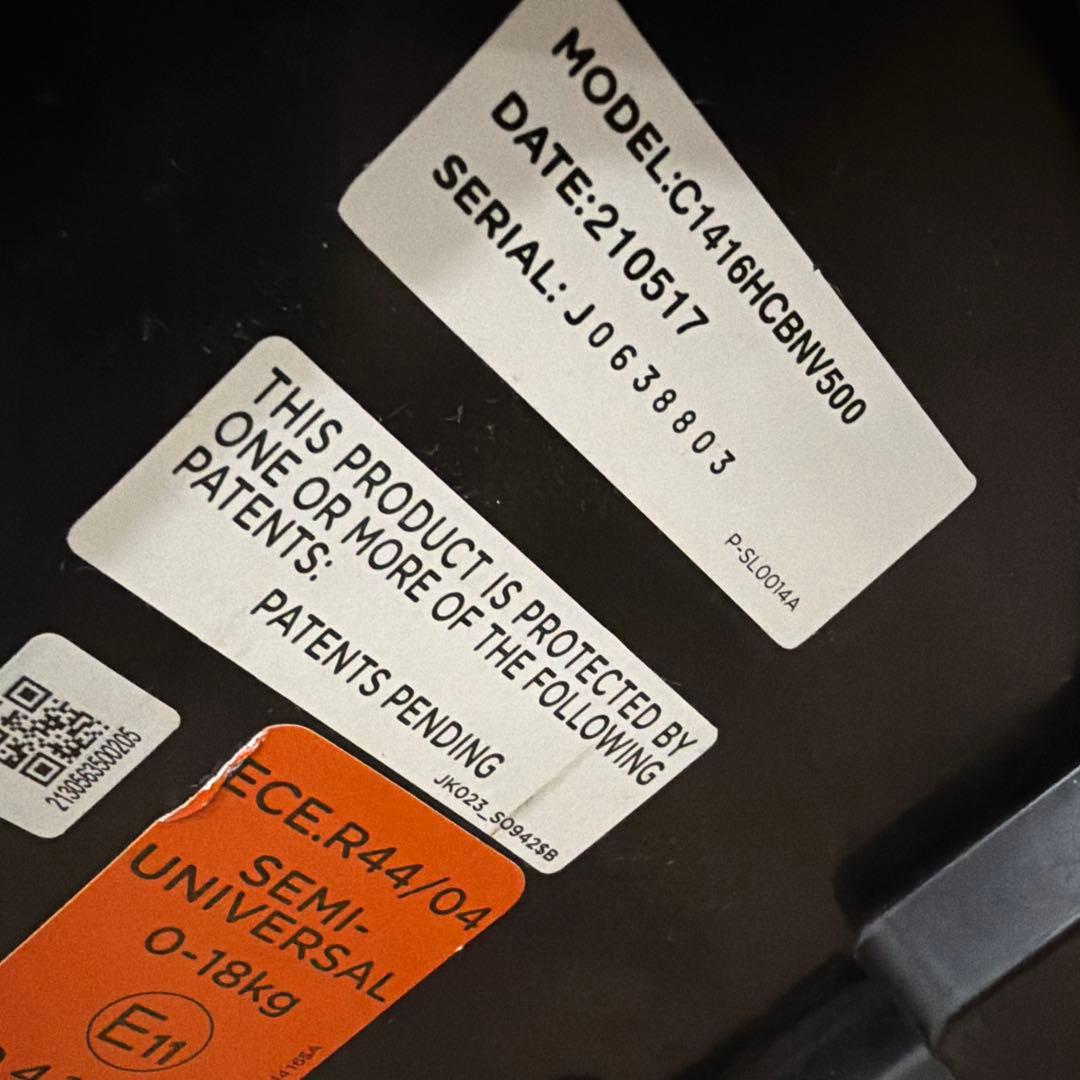 MODEL:C1416HCBNV500
DATE:210517
SERIAL: J0638803
P-SL0014A
THIS PRODUCT IS PROTECTED BY
ONE OR MORE OF THE FOLLOWING
PATENTS:
PATENTS PENDING
JK023_S0942$B
2130563500205
ECE.R44/04
SEMI-
UNIVERSAL
0-18kg
E11